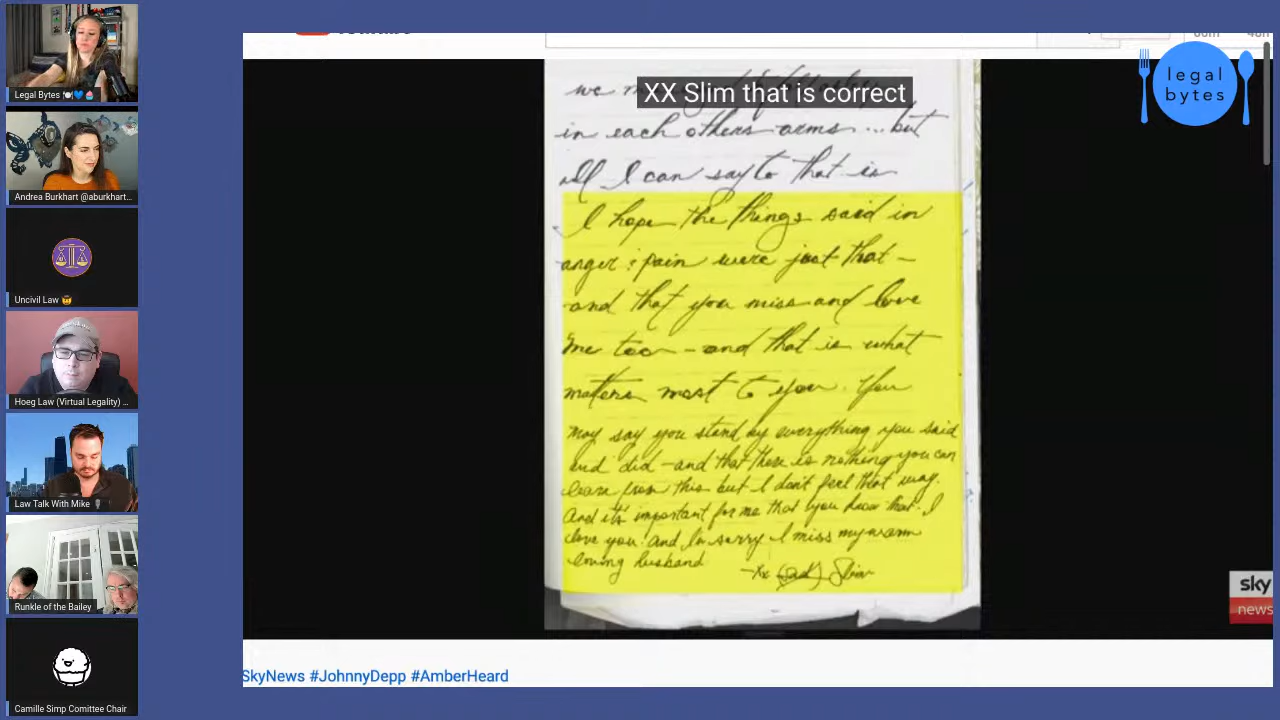 Legal Bytes 🍽💙🧁
Andrea Burkhart @aburkhart...
Uncivil Law 🤠
Hoeg Law (Virtual Legality) ...
Law Talk With Mike 🎙
Runkle of the Bailey
Camille Simp Comittee Chair
legal
bytes
XX Slim that is correct
we
in each others arms... but
all I can say to that is
I hope the things said in
anger & pain were just that -
and that you miss and love
me too - and that is what
matters most to you. You
may say you stand by everything you said
and did - and that there is nothing you can
learn from this but I don't feel that way.
And it's important for me that you know that. I
love you. And I'm sorry I miss my warm
loving husband
-Xx (sad) Slim
sky
news
SkyNews #JohnnyDepp #AmberHeard